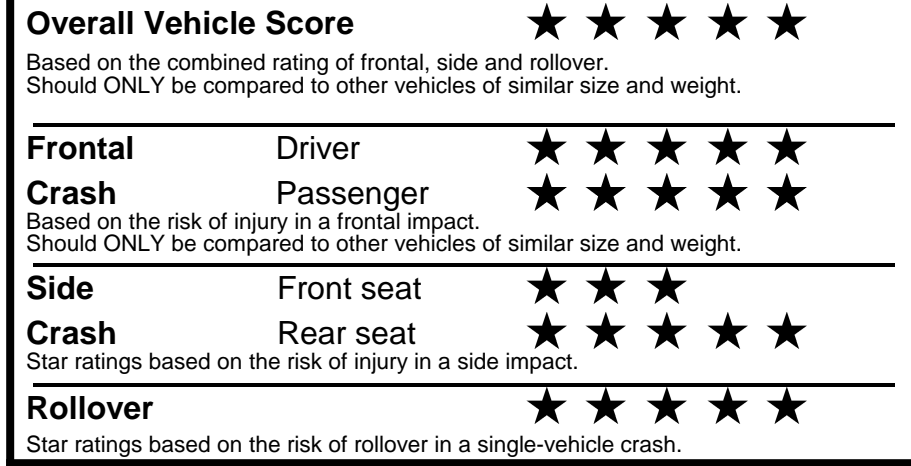 Overall Vehicle Score ★ ★ ★ ★ ★
Based on the combined rating of frontal, side and rollover.
Should ONLY be compared to other vehicles of similar size and weight.
Frontal Driver ★ ★ ★ ★ ★
Crash Passenger ★ ★ ★ ★ ★
Based on the risk of injury in a frontal impact.
Should ONLY be compared to other vehicles of similar size and weight.
Side Front seat ★ ★ ★
Crash Rear seat ★ ★ ★ ★ ★
Star ratings based on the risk of injury in a side impact.
Rollover ★ ★ ★ ★ ★
Star ratings based on the risk of rollover in a single-vehicle crash.